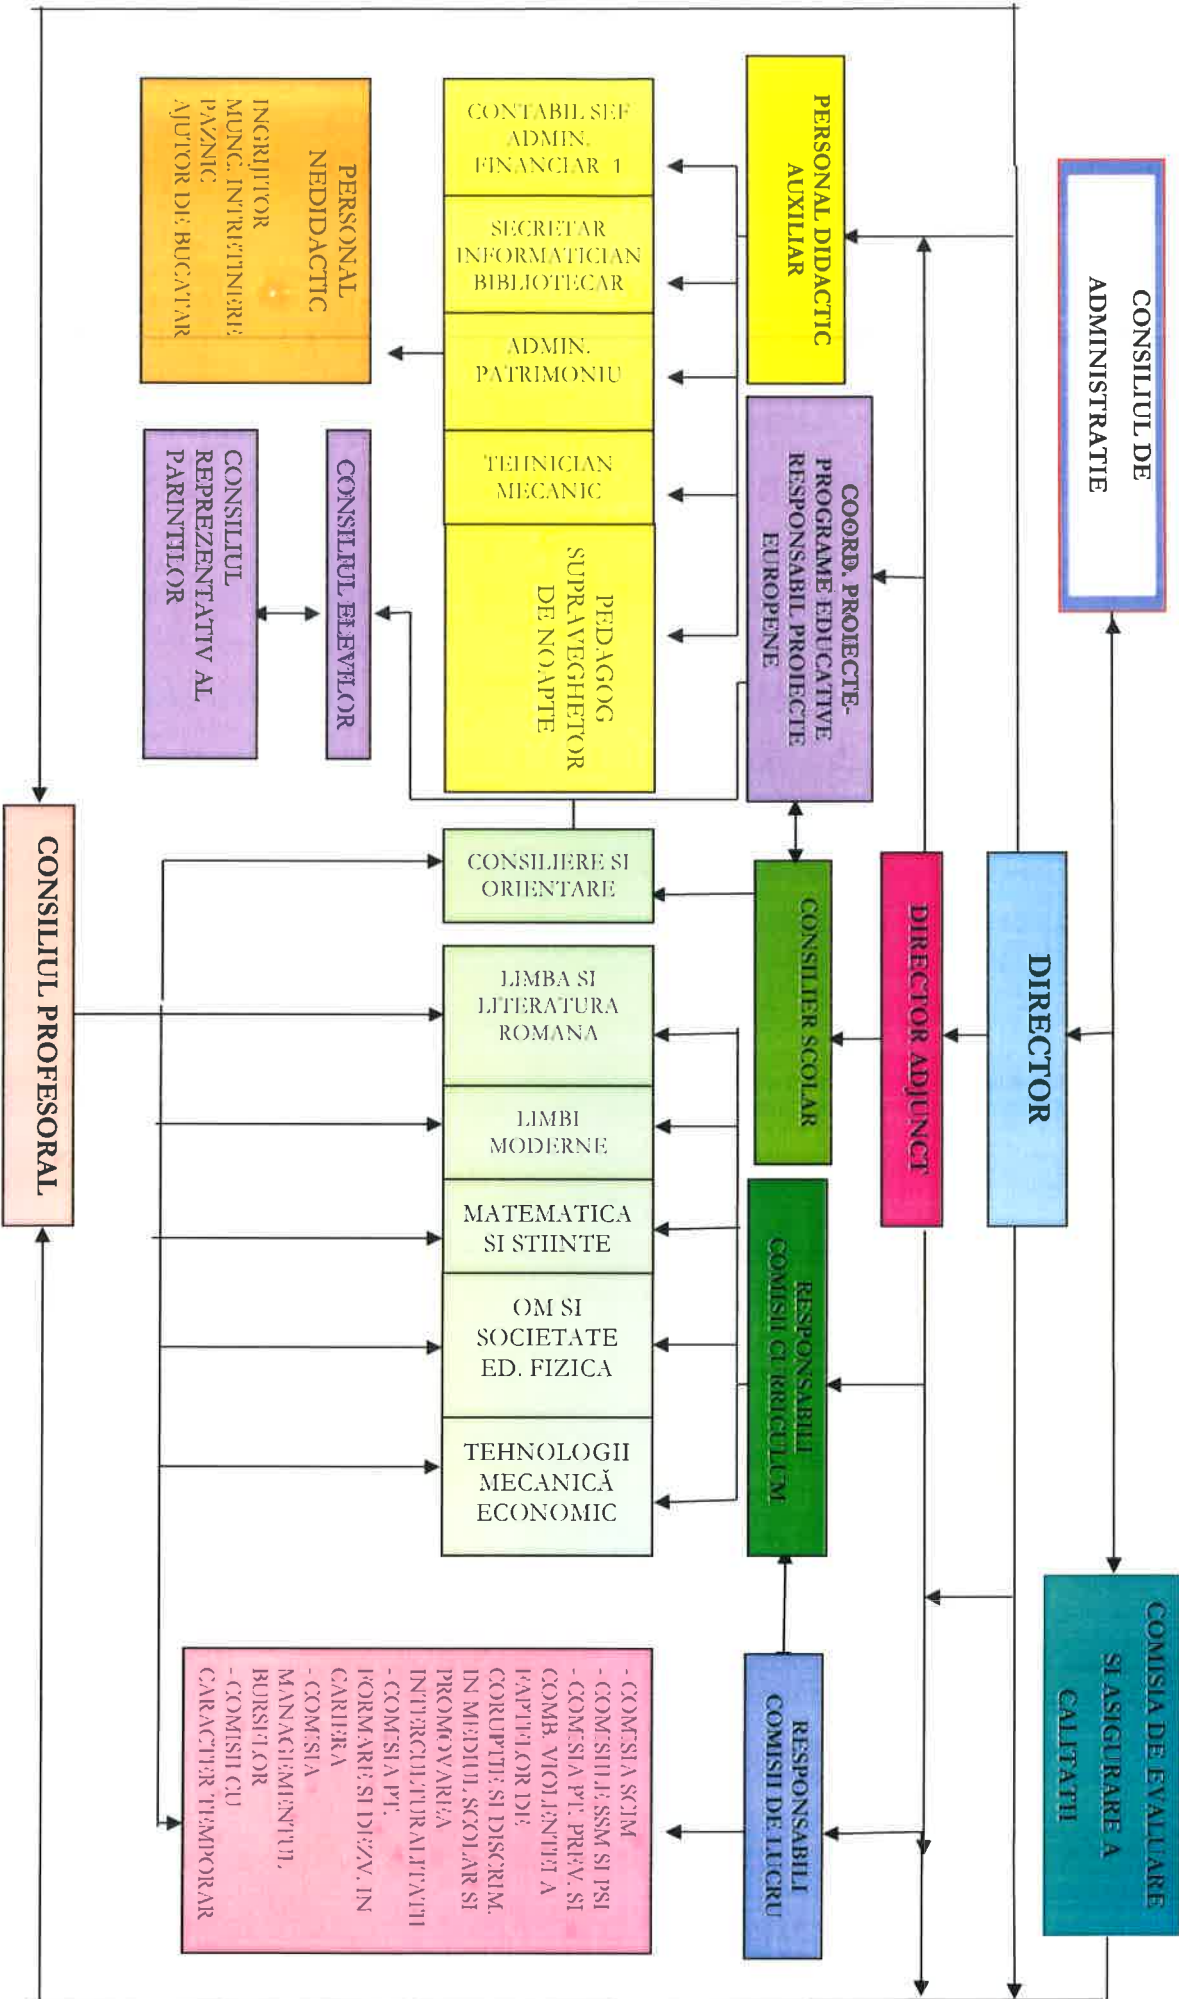 CONSILIUL DE
ADMINISTRATIE
COMISIA DE EVALUARE
SI ASIGURARE A
CALITATII
DIRECTOR
DIRECTOR ADJUNCT
PERSONAL DIDACTIC
AUXILIAR
COORD. PROIECTE-
PROGRAME EDUCATIVE
RESPONSABIL PROIECTE
EUROPENE
CONSILIER SCOLAR
RESPONSABILI
COMISII CURRICULUM
RESPONSABILI
COMISII DE LUCRU
CONTABIL SEF
ADMIN.
FINANCIAR 1
SECRETAR
INFORMATICIAN
BIBLIOTECAR
ADMIN.
PATRIMONIU
TEHNICIAN
MECANIC
PEDAGOG
SUPRAVEGHETOR
DE NOAPTE
CONSILIERE SI
ORIENTARE
LIMBA SI
LITERATURA
ROMANA
LIMBI
MODERNE
MATEMATICA
SI STIINTE
OM SI
SOCIETATE
ED. FIZICA
TEHNOLOGII
MECANICĂ
ECONOMIC
- COMISIA SCIM
- COMISIILE SSM SI PSI
- COMISIA PT. PREV. SI
COMB. VIOLENTEI A
FAPTELOR DE
CORUPTIE SI DISCRIM.
IN MEDIUL SCOLAR SI
PROMOVAREA
INTERCULTURALITATII
- COMISIA PT.
FORMARE SI DEZV. IN
CARIERA
- COMISIA
MANAGEMENTUL
BURSELOR
- COMISII CU
CARACTER TEMPORAR
PERSONAL
NEDIDACTIC
INGRIJITOR
MUNC. INTRETINERE
PAZNIC
AJUTOR DE BUCATAR
CONSILIUL ELEVILOR
CONSILIUL
REPREZENTATIV AL
PARINTILOR
CONSILIUL PROFESORAL